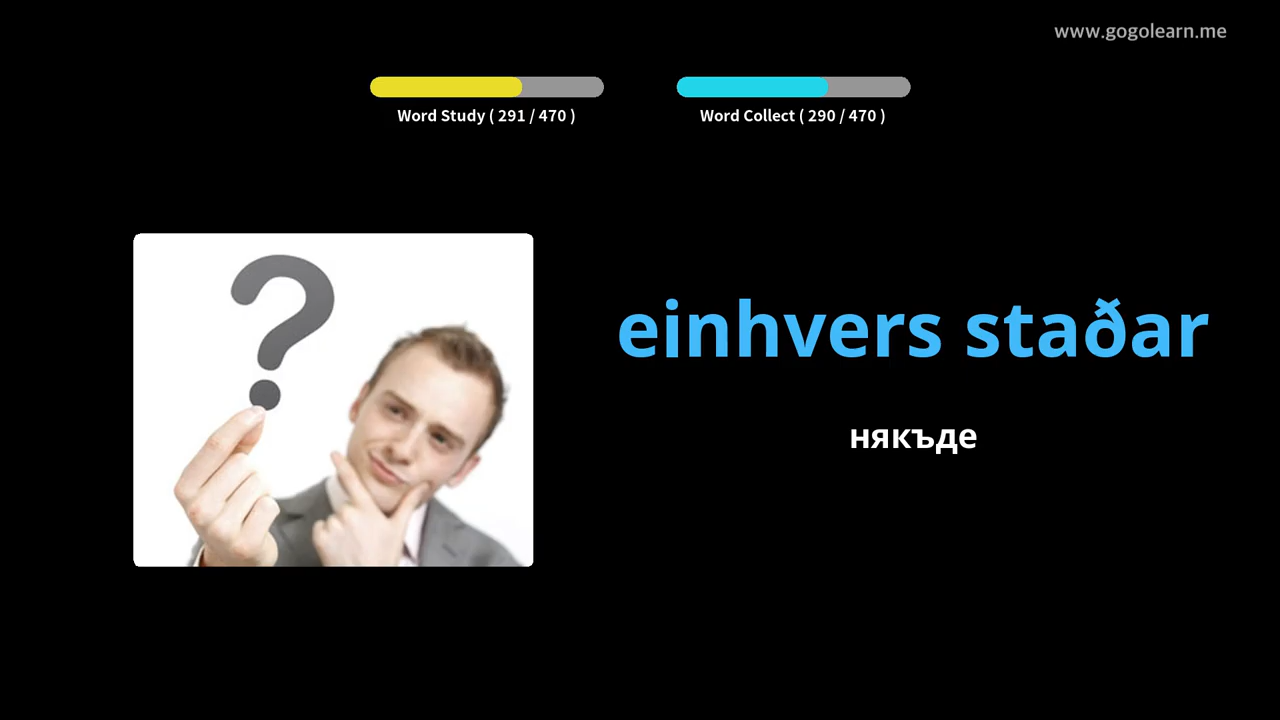 www.gogolearn.me
Word Study ( 291 / 470 )
Word Collect ( 290 / 470 )
einhvers staðar
някъде